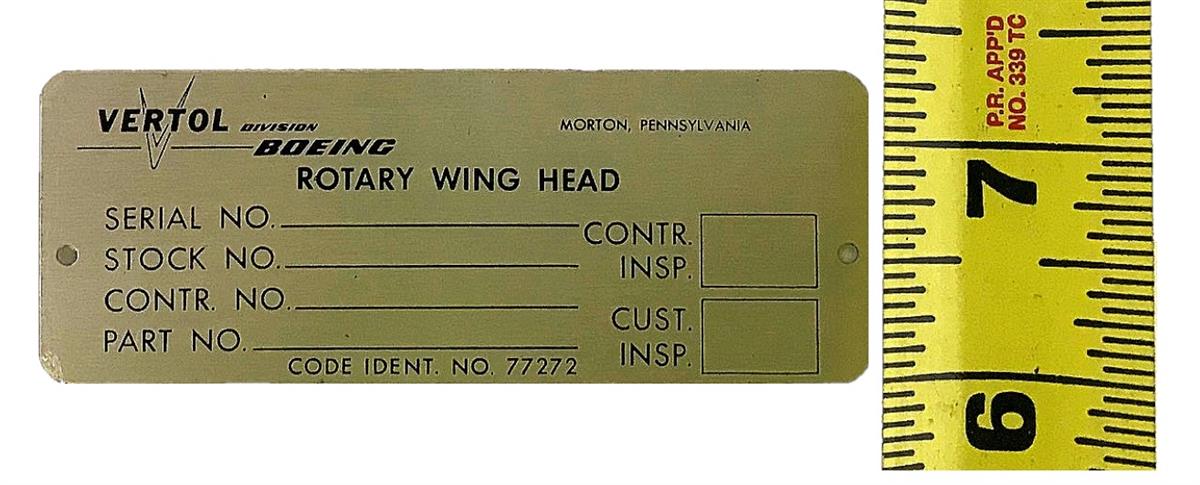 VERTOL DIVISION
BOEING
MORTON, PENNSYLVANIA
ROTARY WING HEAD
SERIAL NO.
STOCK NO.
CONTR. NO.
PART NO.
CONTR.
INSP.
CUST.
INSP.
CODE IDENT. NO. 77272
P.R. APP'D
NO. 339 TC
7
6